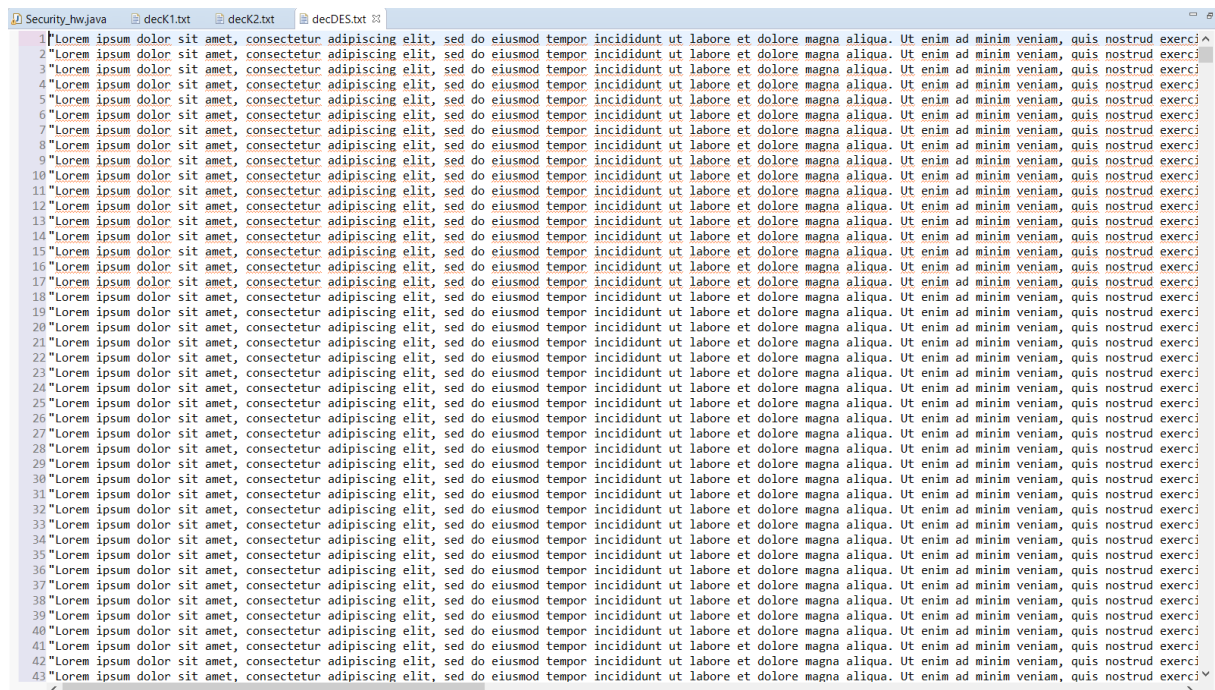 Security_hw.java decK1.txt decK2.txt decDES.txt
1 "Lorem ipsum dolor sit amet, consectetur adipiscing elit, sed do eiusmod tempor incididunt ut labore et dolore magna aliqua. Ut enim ad minim veniam, quis nostrud exerci
2 "Lorem ipsum dolor sit amet, consectetur adipiscing elit, sed do eiusmod tempor incididunt ut labore et dolore magna aliqua. Ut enim ad minim veniam, quis nostrud exerci
3 "Lorem ipsum dolor sit amet, consectetur adipiscing elit, sed do eiusmod tempor incididunt ut labore et dolore magna aliqua. Ut enim ad minim veniam, quis nostrud exerci
4 "Lorem ipsum dolor sit amet, consectetur adipiscing elit, sed do eiusmod tempor incididunt ut labore et dolore magna aliqua. Ut enim ad minim veniam, quis nostrud exerci
5 "Lorem ipsum dolor sit amet, consectetur adipiscing elit, sed do eiusmod tempor incididunt ut labore et dolore magna aliqua. Ut enim ad minim veniam, quis nostrud exerci
6 "Lorem ipsum dolor sit amet, consectetur adipiscing elit, sed do eiusmod tempor incididunt ut labore et dolore magna aliqua. Ut enim ad minim veniam, quis nostrud exerci
7 "Lorem ipsum dolor sit amet, consectetur adipiscing elit, sed do eiusmod tempor incididunt ut labore et dolore magna aliqua. Ut enim ad minim veniam, quis nostrud exerci
8 "Lorem ipsum dolor sit amet, consectetur adipiscing elit, sed do eiusmod tempor incididunt ut labore et dolore magna aliqua. Ut enim ad minim veniam, quis nostrud exerci
9 "Lorem ipsum dolor sit amet, consectetur adipiscing elit, sed do eiusmod tempor incididunt ut labore et dolore magna aliqua. Ut enim ad minim veniam, quis nostrud exerci
10 "Lorem ipsum dolor sit amet, consectetur adipiscing elit, sed do eiusmod tempor incididunt ut labore et dolore magna aliqua. Ut enim ad minim veniam, quis nostrud exerci
11 "Lorem ipsum dolor sit amet, consectetur adipiscing elit, sed do eiusmod tempor incididunt ut labore et dolore magna aliqua. Ut enim ad minim veniam, quis nostrud exerci
12 "Lorem ipsum dolor sit amet, consectetur adipiscing elit, sed do eiusmod tempor incididunt ut labore et dolore magna aliqua. Ut enim ad minim veniam, quis nostrud exerci
13 "Lorem ipsum dolor sit amet, consectetur adipiscing elit, sed do eiusmod tempor incididunt ut labore et dolore magna aliqua. Ut enim ad minim veniam, quis nostrud exerci
14 "Lorem ipsum dolor sit amet, consectetur adipiscing elit, sed do eiusmod tempor incididunt ut labore et dolore magna aliqua. Ut enim ad minim veniam, quis nostrud exerci
15 "Lorem ipsum dolor sit amet, consectetur adipiscing elit, sed do eiusmod tempor incididunt ut labore et dolore magna aliqua. Ut enim ad minim veniam, quis nostrud exerci
16 "Lorem ipsum dolor sit amet, consectetur adipiscing elit, sed do eiusmod tempor incididunt ut labore et dolore magna aliqua. Ut enim ad minim veniam, quis nostrud exerci
17 "Lorem ipsum dolor sit amet, consectetur adipiscing elit, sed do eiusmod tempor incididunt ut labore et dolore magna aliqua. Ut enim ad minim veniam, quis nostrud exerci
18 "Lorem ipsum dolor sit amet, consectetur adipiscing elit, sed do eiusmod tempor incididunt ut labore et dolore magna aliqua. Ut enim ad minim veniam, quis nostrud exerci
19 "Lorem ipsum dolor sit amet, consectetur adipiscing elit, sed do eiusmod tempor incididunt ut labore et dolore magna aliqua. Ut enim ad minim veniam, quis nostrud exerci
20 "Lorem ipsum dolor sit amet, consectetur adipiscing elit, sed do eiusmod tempor incididunt ut labore et dolore magna aliqua. Ut enim ad minim veniam, quis nostrud exerci
21 "Lorem ipsum dolor sit amet, consectetur adipiscing elit, sed do eiusmod tempor incididunt ut labore et dolore magna aliqua. Ut enim ad minim veniam, quis nostrud exerci
22 "Lorem ipsum dolor sit amet, consectetur adipiscing elit, sed do eiusmod tempor incididunt ut labore et dolore magna aliqua. Ut enim ad minim veniam, quis nostrud exerci
23 "Lorem ipsum dolor sit amet, consectetur adipiscing elit, sed do eiusmod tempor incididunt ut labore et dolore magna aliqua. Ut enim ad minim veniam, quis nostrud exerci
24 "Lorem ipsum dolor sit amet, consectetur adipiscing elit, sed do eiusmod tempor incididunt ut labore et dolore magna aliqua. Ut enim ad minim veniam, quis nostrud exerci
25 "Lorem ipsum dolor sit amet, consectetur adipiscing elit, sed do eiusmod tempor incididunt ut labore et dolore magna aliqua. Ut enim ad minim veniam, quis nostrud exerci
26 "Lorem ipsum dolor sit amet, consectetur adipiscing elit, sed do eiusmod tempor incididunt ut labore et dolore magna aliqua. Ut enim ad minim veniam, quis nostrud exerci
27 "Lorem ipsum dolor sit amet, consectetur adipiscing elit, sed do eiusmod tempor incididunt ut labore et dolore magna aliqua. Ut enim ad minim veniam, quis nostrud exerci
28 "Lorem ipsum dolor sit amet, consectetur adipiscing elit, sed do eiusmod tempor incididunt ut labore et dolore magna aliqua. Ut enim ad minim veniam, quis nostrud exerci
29 "Lorem ipsum dolor sit amet, consectetur adipiscing elit, sed do eiusmod tempor incididunt ut labore et dolore magna aliqua. Ut enim ad minim veniam, quis nostrud exerci
30 "Lorem ipsum dolor sit amet, consectetur adipiscing elit, sed do eiusmod tempor incididunt ut labore et dolore magna aliqua. Ut enim ad minim veniam, quis nostrud exerci
31 "Lorem ipsum dolor sit amet, consectetur adipiscing elit, sed do eiusmod tempor incididunt ut labore et dolore magna aliqua. Ut enim ad minim veniam, quis nostrud exerci
32 "Lorem ipsum dolor sit amet, consectetur adipiscing elit, sed do eiusmod tempor incididunt ut labore et dolore magna aliqua. Ut enim ad minim veniam, quis nostrud exerci
33 "Lorem ipsum dolor sit amet, consectetur adipiscing elit, sed do eiusmod tempor incididunt ut labore et dolore magna aliqua. Ut enim ad minim veniam, quis nostrud exerci
34 "Lorem ipsum dolor sit amet, consectetur adipiscing elit, sed do eiusmod tempor incididunt ut labore et dolore magna aliqua. Ut enim ad minim veniam, quis nostrud exerci
35 "Lorem ipsum dolor sit amet, consectetur adipiscing elit, sed do eiusmod tempor incididunt ut labore et dolore magna aliqua. Ut enim ad minim veniam, quis nostrud exerci
36 "Lorem ipsum dolor sit amet, consectetur adipiscing elit, sed do eiusmod tempor incididunt ut labore et dolore magna aliqua. Ut enim ad minim veniam, quis nostrud exerci
37 "Lorem ipsum dolor sit amet, consectetur adipiscing elit, sed do eiusmod tempor incididunt ut labore et dolore magna aliqua. Ut enim ad minim veniam, quis nostrud exerci
38 "Lorem ipsum dolor sit amet, consectetur adipiscing elit, sed do eiusmod tempor incididunt ut labore et dolore magna aliqua. Ut enim ad minim veniam, quis nostrud exerci
39 "Lorem ipsum dolor sit amet, consectetur adipiscing elit, sed do eiusmod tempor incididunt ut labore et dolore magna aliqua. Ut enim ad minim veniam, quis nostrud exerci
40 "Lorem ipsum dolor sit amet, consectetur adipiscing elit, sed do eiusmod tempor incididunt ut labore et dolore magna aliqua. Ut enim ad minim veniam, quis nostrud exerci
41 "Lorem ipsum dolor sit amet, consectetur adipiscing elit, sed do eiusmod tempor incididunt ut labore et dolore magna aliqua. Ut enim ad minim veniam, quis nostrud exerci
42 "Lorem ipsum dolor sit amet, consectetur adipiscing elit, sed do eiusmod tempor incididunt ut labore et dolore magna aliqua. Ut enim ad minim veniam, quis nostrud exerci
43 "Lorem ipsum dolor sit amet, consectetur adipiscing elit, sed do eiusmod tempor incididunt ut labore et dolore magna aliqua. Ut enim ad minim veniam, quis nostrud exerci